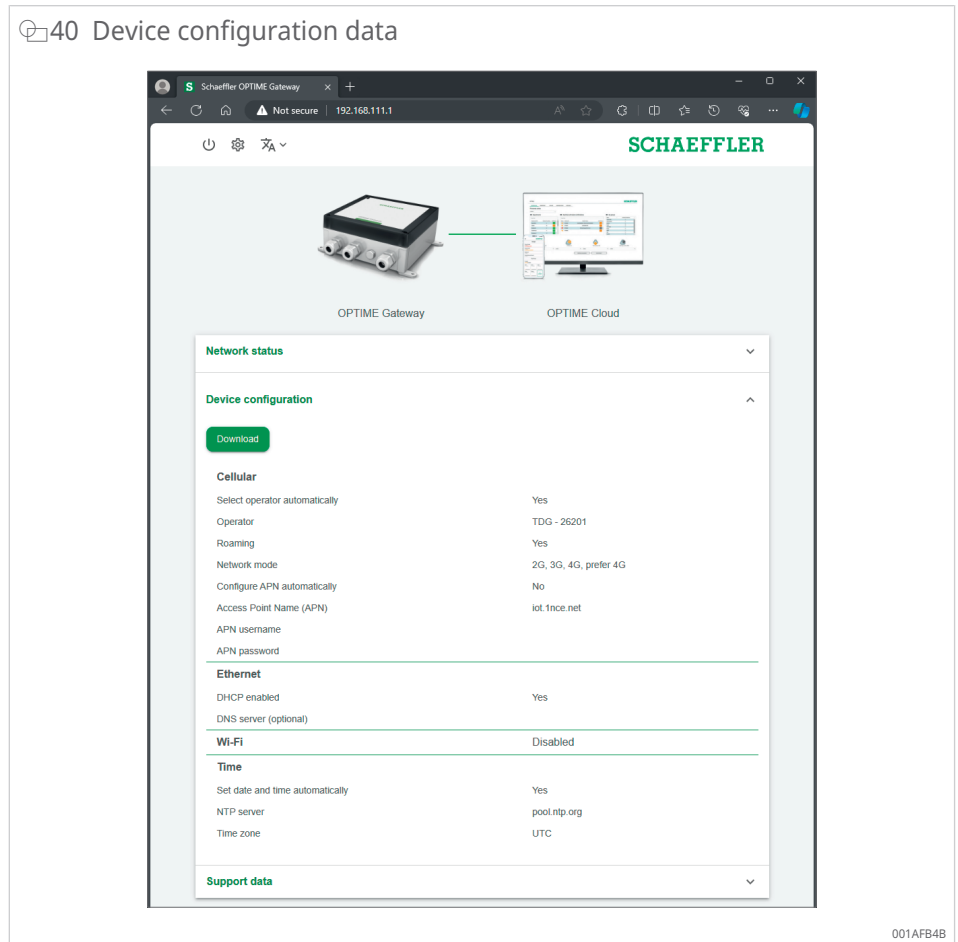 40 Device configuration data
S Schaeffler OPTIME Gateway
Not secure | 192.168.111.1
SCHAEFFLER
OPTIME Gateway OPTIME Cloud
Network status
Device configuration
Download
Cellular
Select operator automatically Yes
Operator TDG - 26201
Roaming Yes
Network mode 2G, 3G, 4G, prefer 4G
Configure APN automatically No
Access Point Name (APN) iot.1nce.net
APN username
APN password
Ethernet
DHCP enabled Yes
DNS server (optional)
Wi-Fi Disabled
Time
Set date and time automatically Yes
NTP server pool.ntp.org
Time zone UTC
Support data
001AFB4B